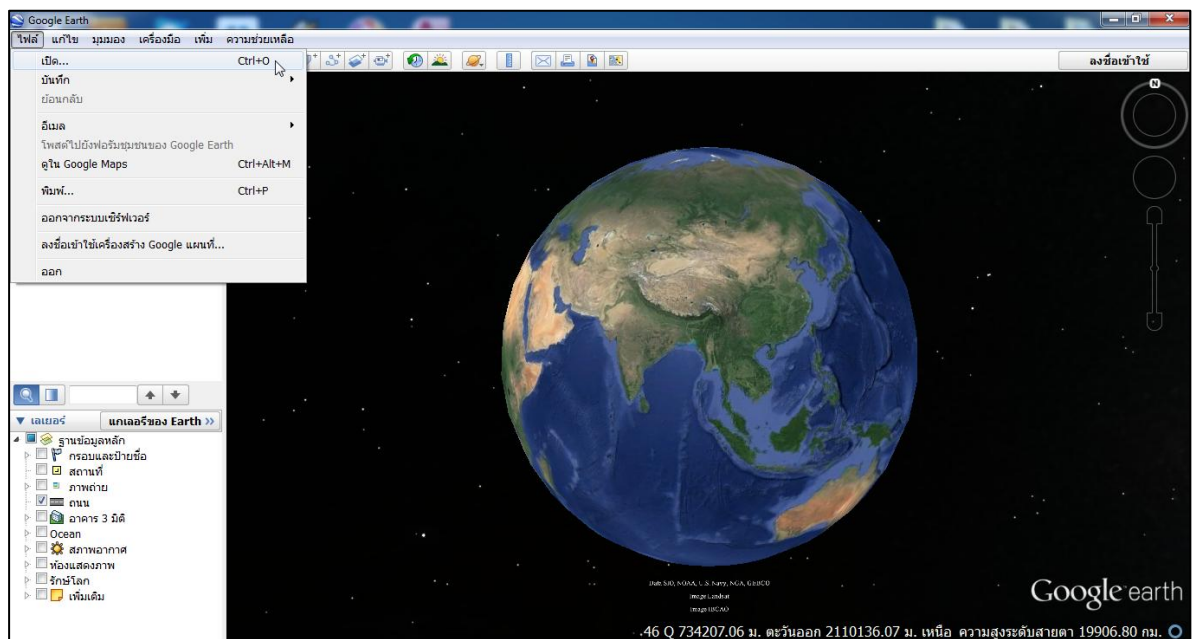 Google Earth
ไฟล์ แก้ไข มุมมอง เครื่องมือ เพิ่ม ความช่วยเหลือ
เปิด... Ctrl+O
บันทึก
ย้อนกลับ
อีเมล
โพสต์ไปยังฟอรัมชุมชนของ Google Earth
ดูใน Google Maps Ctrl+Alt+M
พิมพ์... Ctrl+P
ออกจากระบบเซิร์ฟเวอร์
ลงชื่อเข้าใช้เครื่องสร้าง Google แผนที่...
ออก
ลงชื่อเข้าใช้
N
เลเยอร์ แกเลอรีของ Earth >>
ฐานข้อมูลหลัก
กรอบและป้ายชื่อ
สถานที่
ภาพถ่าย
ถนน
อาคาร 3 มิติ
Ocean
สภาพอากาศ
ห้องแสดงภาพ
รักษ์โลก
เพิ่มเติม
Data SIO, NOAA, U.S. Navy, NGA, GEBCO
Image Landsat
Image IBCAO
Google earth
46 Q 734207.06 ม. ตะวันออก 2110136.07 ม. เหนือ ความสูงระดับสายตา 19906.80 กม.